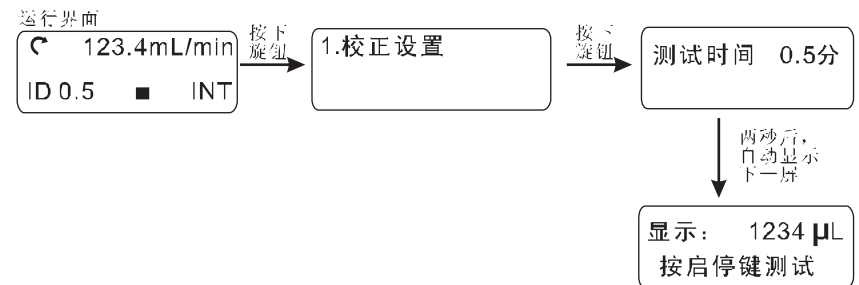 运行界面
123.4mL/min
ID 0.5 ■ INT
按下
旋钮
1.校正设置
按下
旋钮
测试时间 0.5分
两秒后，
自动显示
下一屏
显示： 1234 μL
按启停键测试